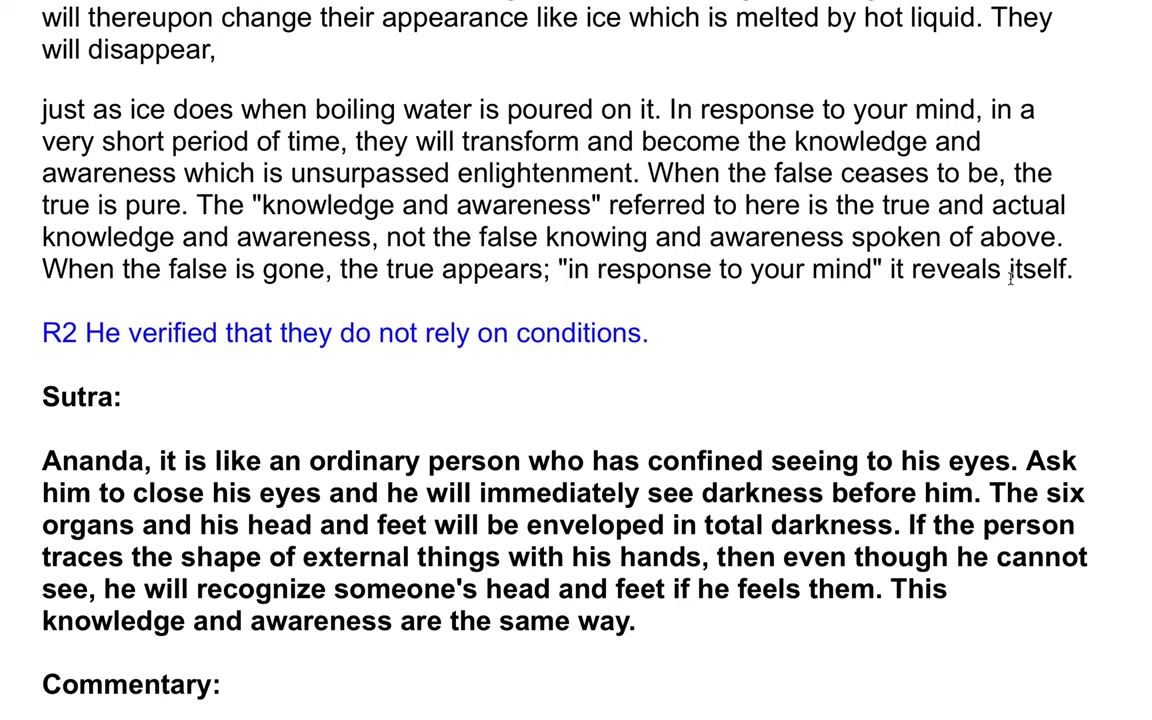 will thereupon change their appearance like ice which is melted by hot liquid. They
will disappear,
just as ice does when boiling water is poured on it. In response to your mind, in a
very short period of time, they will transform and become the knowledge and
awareness which is unsurpassed enlightenment. When the false ceases to be, the
true is pure. The "knowledge and awareness" referred to here is the true and actual
knowledge and awareness, not the false knowing and awareness spoken of above.
When the false is gone, the true appears; "in response to your mind" it reveals itself.
R2 He verified that they do not rely on conditions.
Sutra:
Ananda, it is like an ordinary person who has confined seeing to his eyes. Ask
him to close his eyes and he will immediately see darkness before him. The six
organs and his head and feet will be enveloped in total darkness. If the person
traces the shape of external things with his hands, then even though he cannot
see, he will recognize someone's head and feet if he feels them. This
knowledge and awareness are the same way.
Commentary: